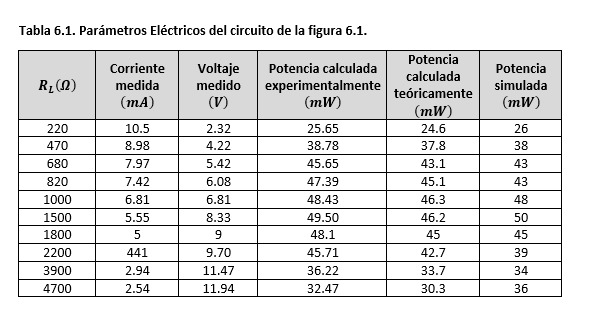 Tabla 6.1. Parámetros Eléctricos del circuito de la figura 6.1.
R_L(Ω) | Corriente medida (mA) | Voltaje medido (V) | Potencia calculada experimentalmente (mW) | Potencia calculada teóricamente (mW) | Potencia simulada (mW)
220 | 10.5 | 2.32 | 25.65 | 24.6 | 26
470 | 8.98 | 4.22 | 38.78 | 37.8 | 38
680 | 7.97 | 5.42 | 45.65 | 43.1 | 43
820 | 7.42 | 6.08 | 47.39 | 45.1 | 43
1000 | 6.81 | 6.81 | 48.43 | 46.3 | 48
1500 | 5.55 | 8.33 | 49.50 | 46.2 | 50
1800 | 5 | 9 | 48.1 | 45 | 45
2200 | 441 | 9.70 | 45.71 | 42.7 | 39
3900 | 2.94 | 11.47 | 36.22 | 33.7 | 34
4700 | 2.54 | 11.94 | 32.47 | 30.3 | 36